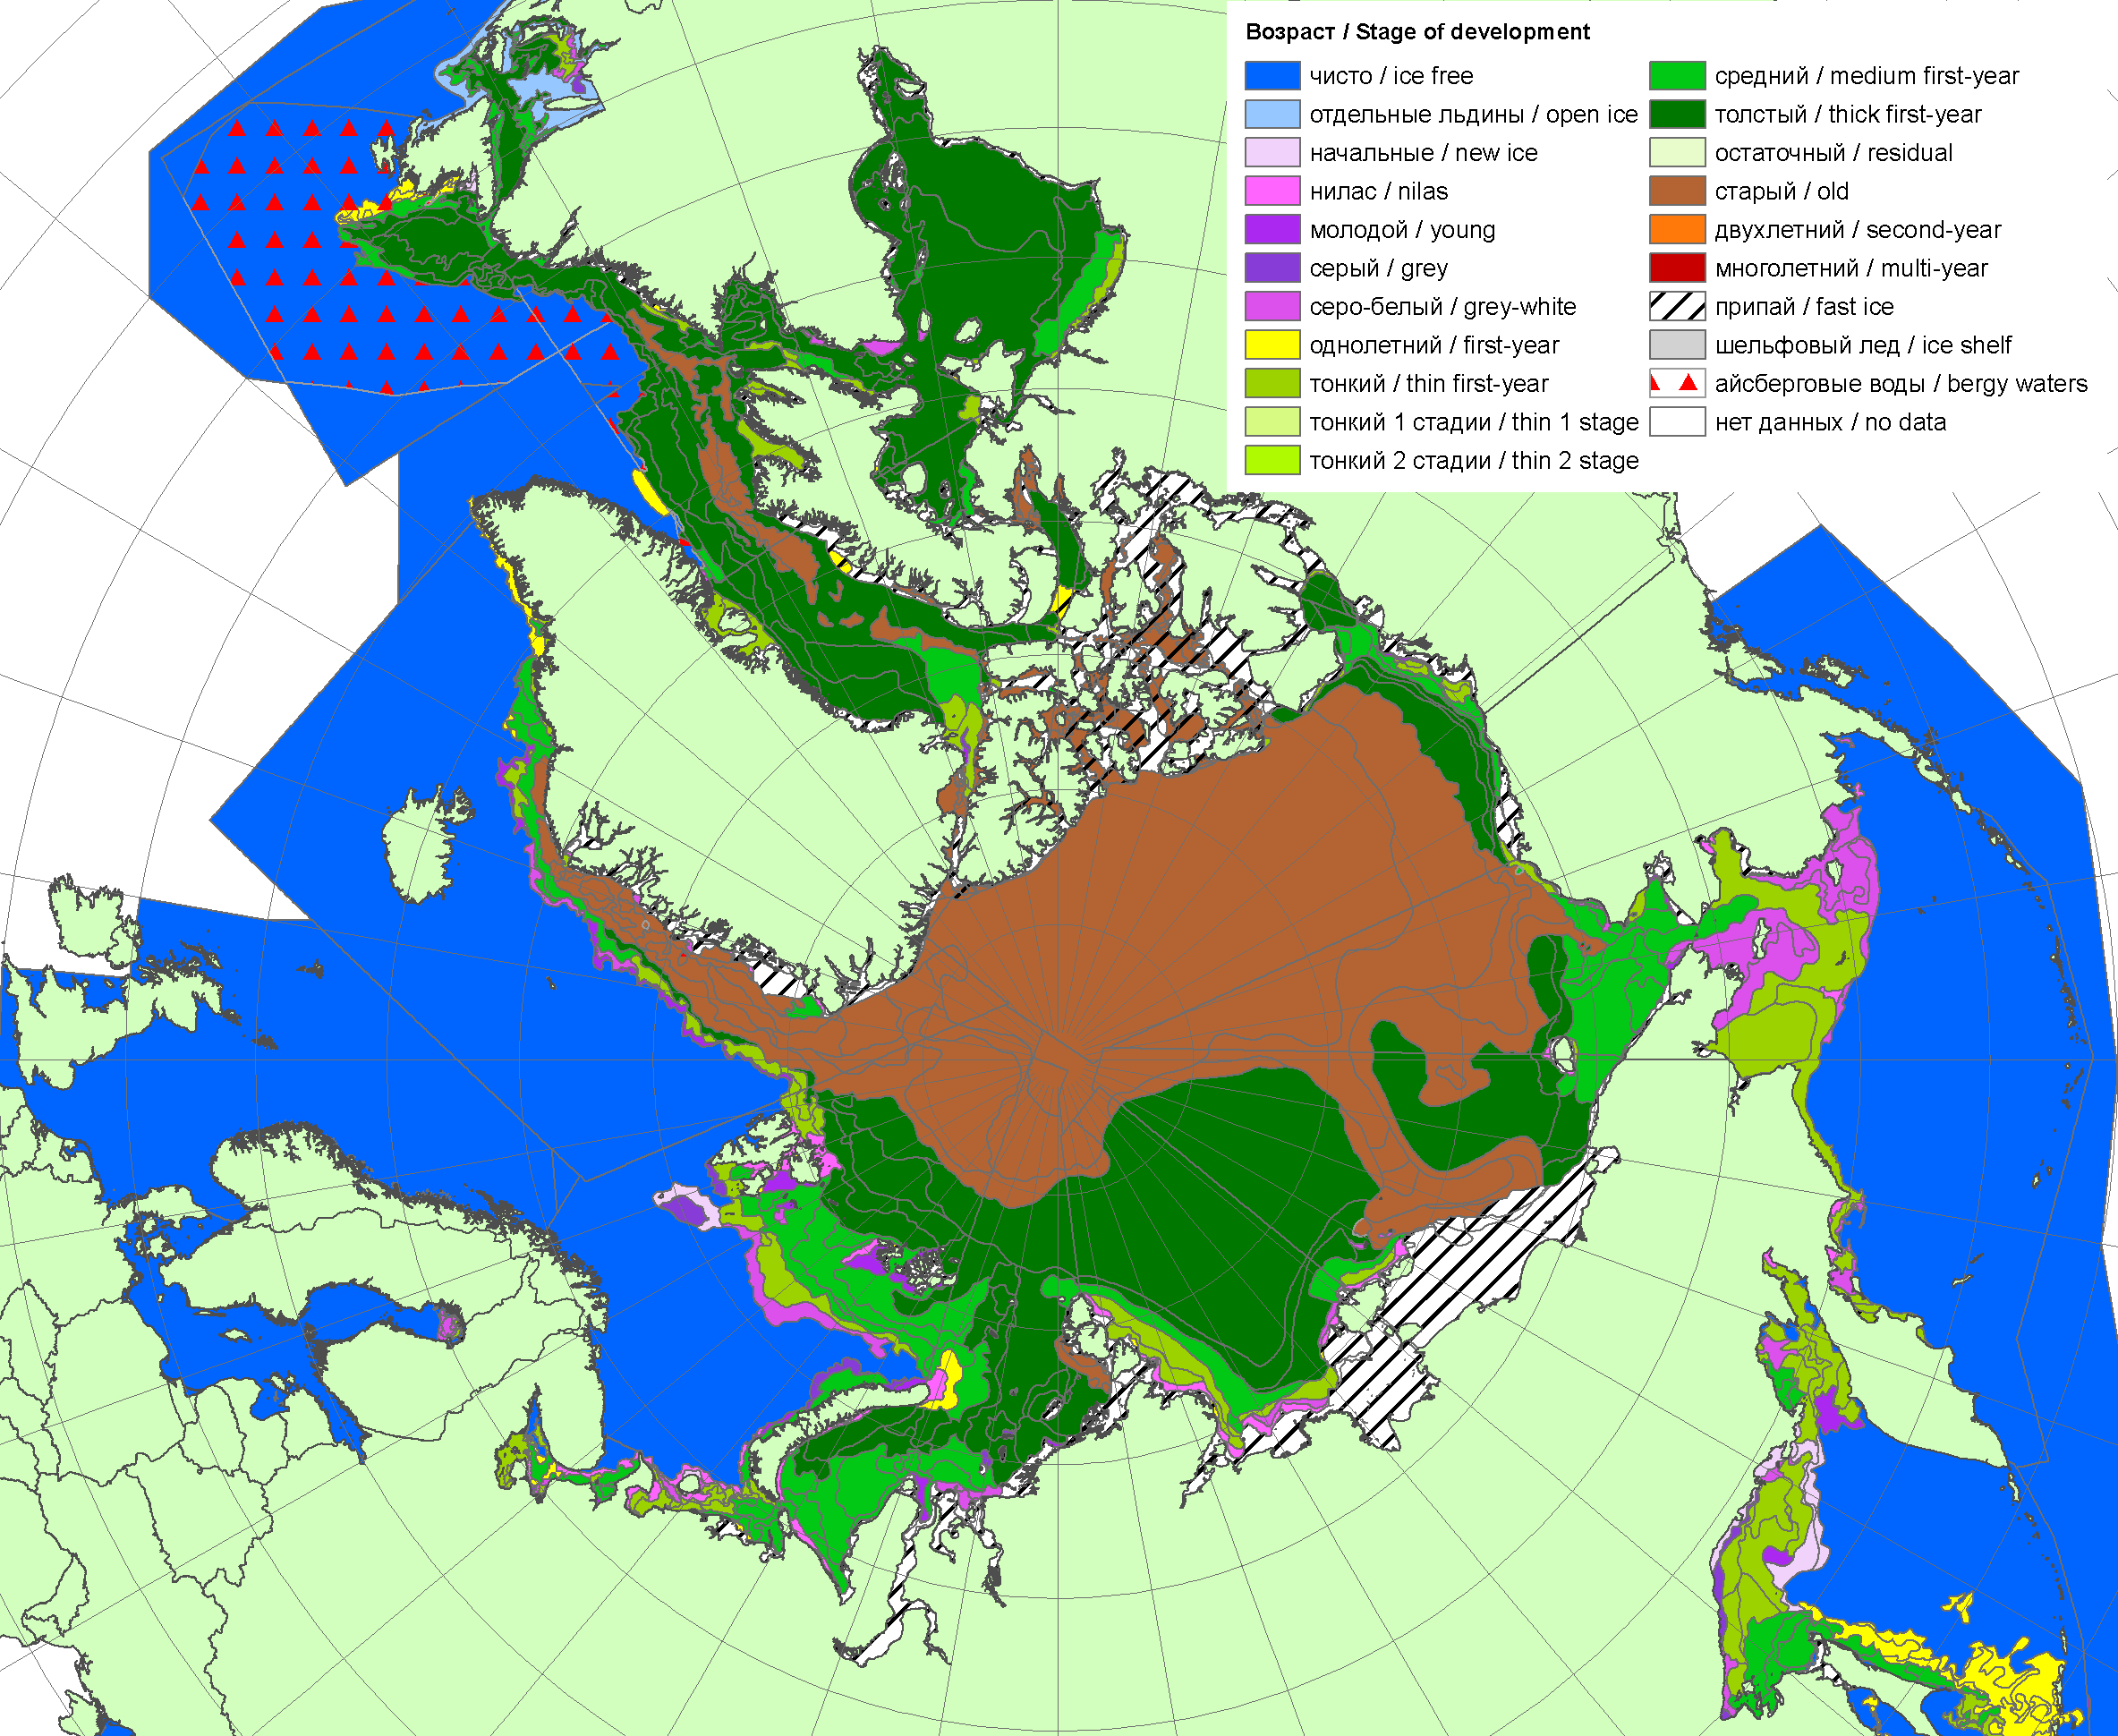 Возраст / Stage of development
чисто / ice free
отдельные льдины / open ice
начальные / new ice
нилас / nilas
молодой / young
серый / grey
серо-белый / grey-white
однолетний / first-year
тонкий / thin first-year
тонкий 1 стадии / thin 1 stage
тонкий 2 стадии / thin 2 stage
средний / medium first-year
толстый / thick first-year
остаточный / residual
старый / old
двухлетний / second-year
многолетний / multi-year
припай / fast ice
шельфовый лед / ice shelf
айсберговые воды / bergy waters
нет данных / no data